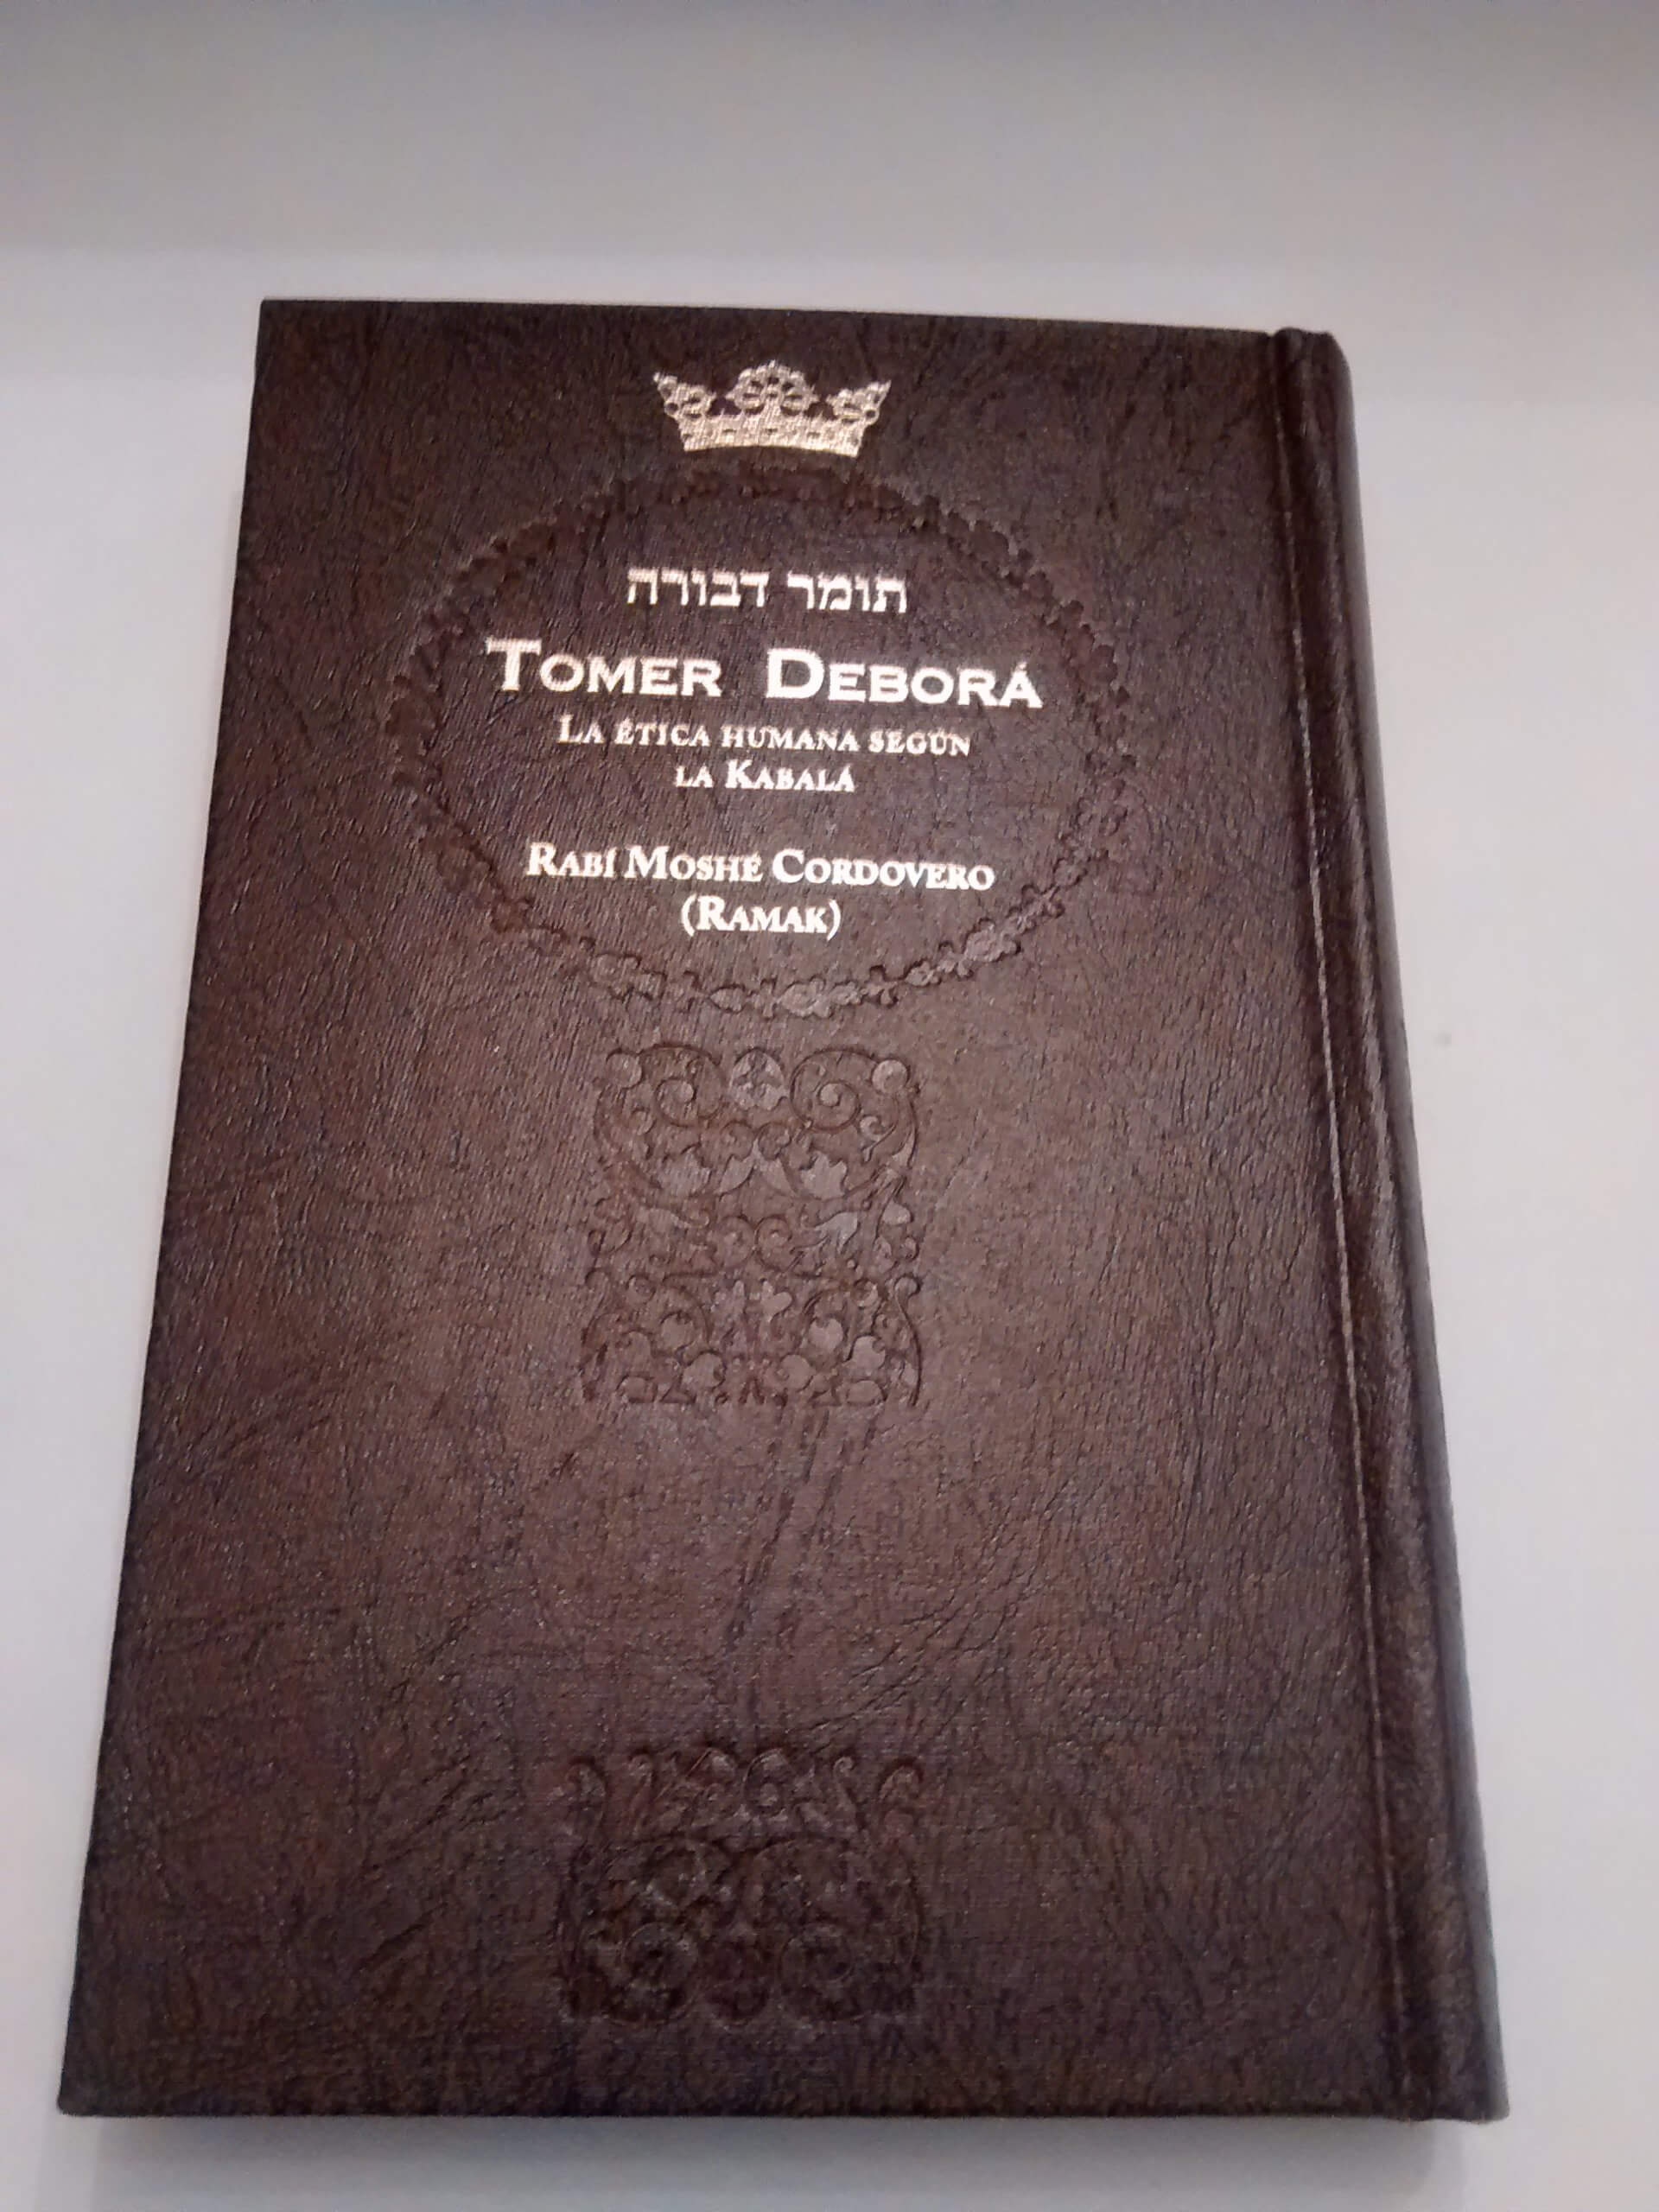 תומר דבורה
TOMER DEBORÁ
LA ÉTICA HUMANA SEGÚN
LA KABALÁ
RABÍ MOSHÉ CORDOVERO
(RAMAK)